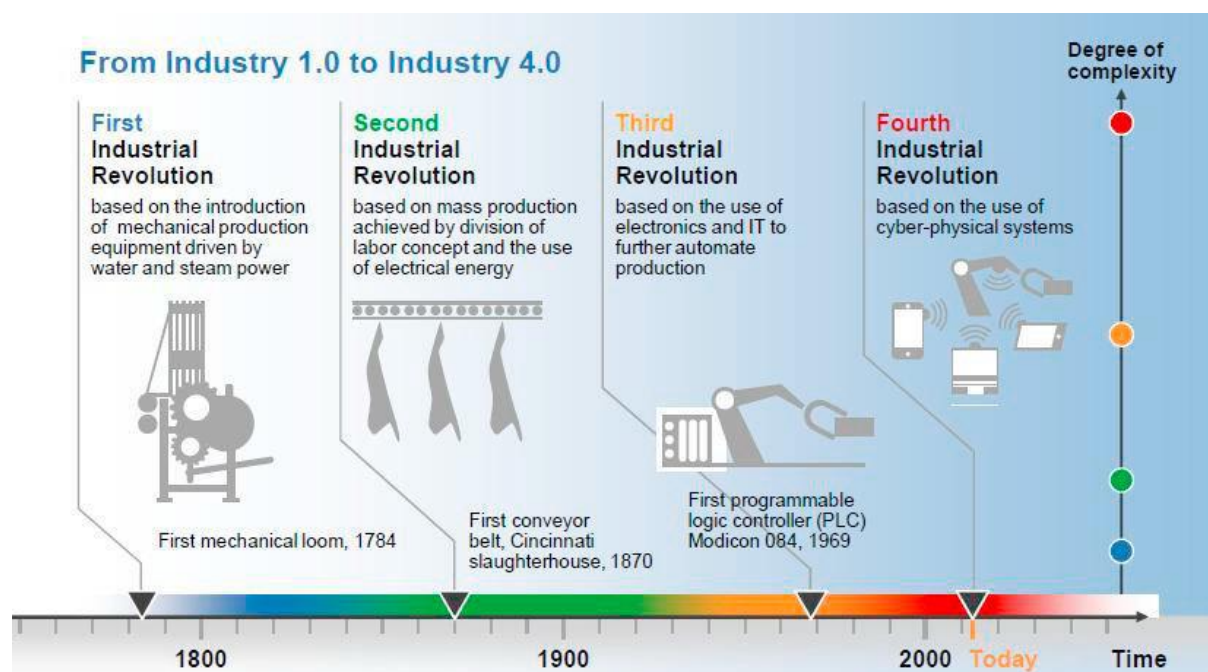 From Industry 1.0 to Industry 4.0
Degree of
complexity
First
Industrial
Revolution
based on the introduction
of mechanical production
equipment driven by
water and steam power
Second
Industrial
Revolution
based on mass production
achieved by division of
labor concept and the use
of electrical energy
Third
Industrial
Revolution
based on the use of
electronics and IT to
further automate
production
Fourth
Industrial
Revolution
based on the use of
cyber-physical systems
First mechanical loom, 1784
First conveyor
belt, Cincinnati
slaughterhouse, 1870
First programmable
logic controller (PLC)
Modicon 084, 1969
1800
1900
2000
Today
Time